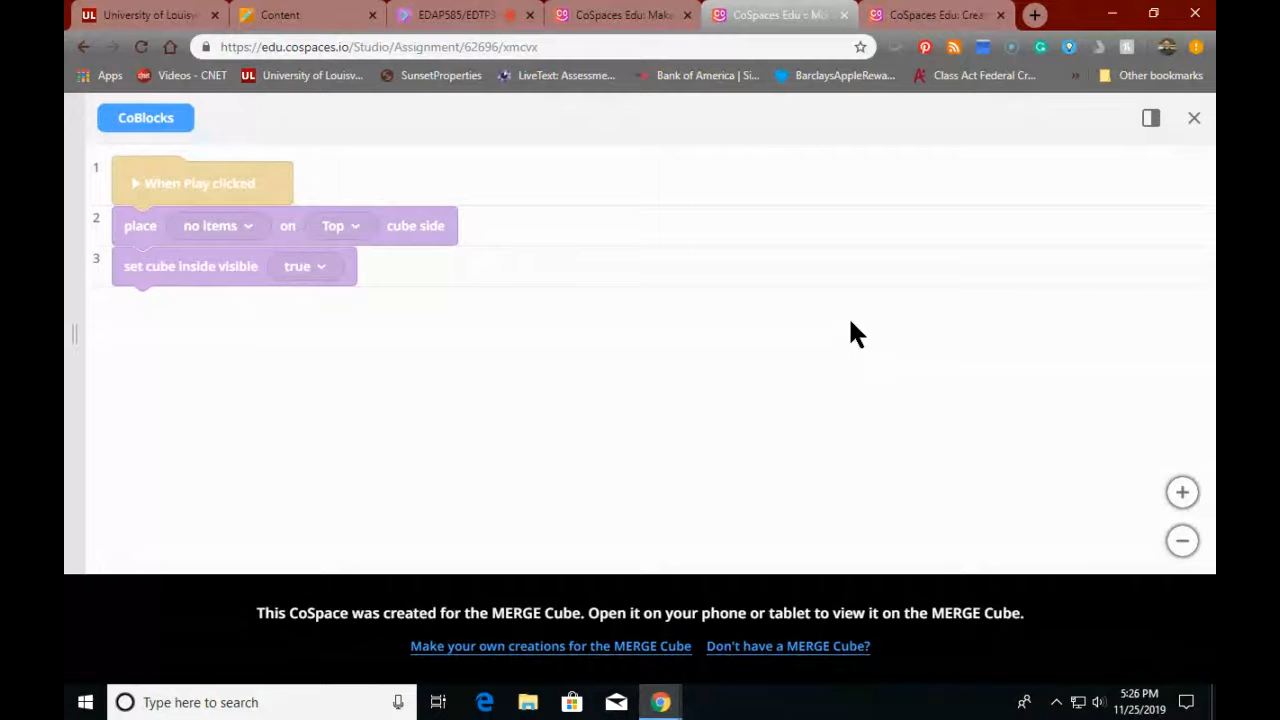 University of Louisv
Content
EDAP585/EDTP3
CoSpaces Edu: Make
CoSpaces Edu – Ma
CoSpaces Edu: Crea
https://edu.cospaces.io/Studio/Assignment/62696/xmcvx
Apps
Videos - CNET
University of Louisv...
SunsetProperties
LiveText: Assessme...
Bank of America | Si...
BarclaysAppleRewa...
Class Act Federal Cr...
»
Other bookmarks
CoBlocks
1
When Play clicked
2
place no items on Top cube side
3
set cube inside visible true
This CoSpace was created for the MERGE Cube. Open it on your phone or tablet to view it on the MERGE Cube.
Make your own creations for the MERGE Cube Don't have a MERGE Cube?
Type here to search
5:26 PM
11/25/2019